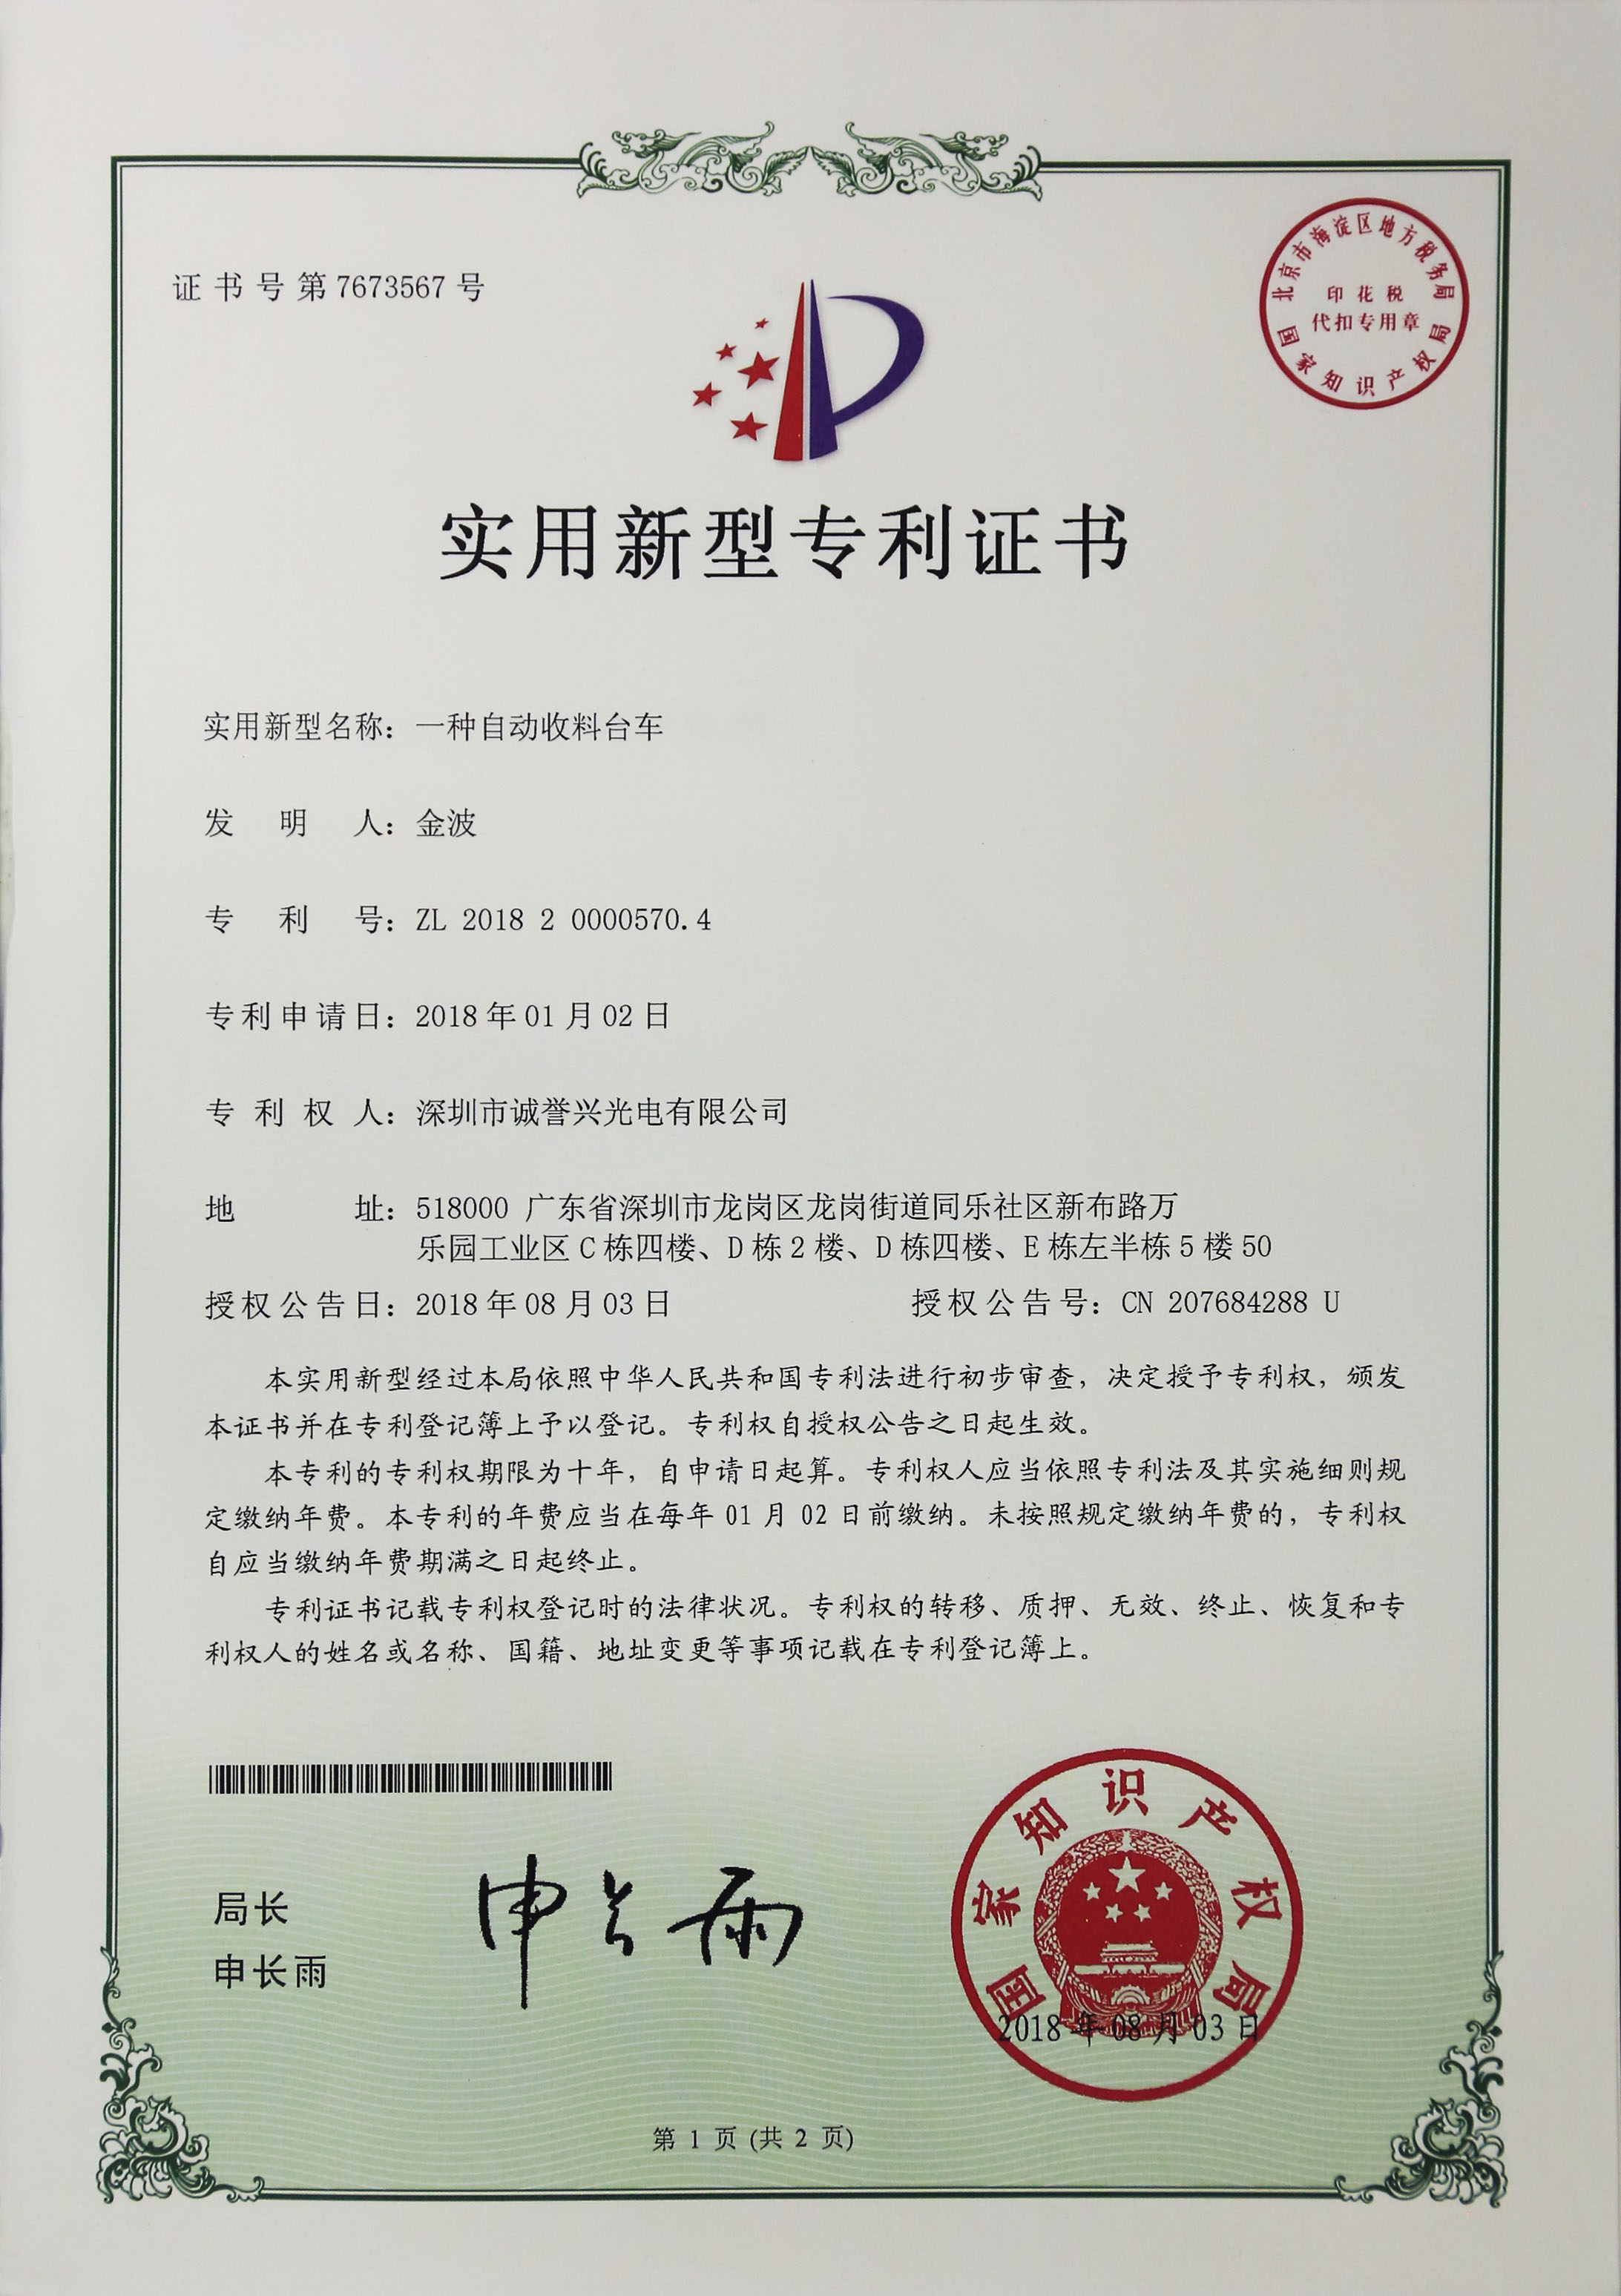 证书号第7673567号
北京市海淀区地方税务局
印花税
代扣专用章
国家知识产权局
实用新型专利证书
实用新型名称：一种自动收料台车
发明人：金波
专利号：ZL 2018 2 0000570.4
专利申请日：2018年01月02日
专利权人：深圳市诚誉兴光电有限公司
地址：518000 广东省深圳市龙岗区龙岗街道同乐社区新布路万
乐园工业区C栋四楼、D栋2楼、D栋四楼、E栋左半栋5楼50
授权公告日：2018年08月03日 授权公告号：CN 207684288 U
本实用新型经过本局依照中华人民共和国专利法进行初步审查，决定授予专利权，颁发
本证书并在专利登记簿上予以登记。专利权自授权公告之日起生效。
本专利的专利权期限为十年，自申请日起算。专利权人应当依照专利法及其实施细则规
定缴纳年费。本专利的年费应当在每年01月02日前缴纳。未按照规定缴纳年费的，专利权
自应当缴纳年费期满之日起终止。
专利证书记载专利权登记时的法律状况。专利权的转移、质押、无效、终止、恢复和专
利权人的姓名或名称、国籍、地址变更等事项记载在专利登记簿上。
局长
申长雨
申长雨
国家知识产权局
2018年08月03日
第1页(共2页)